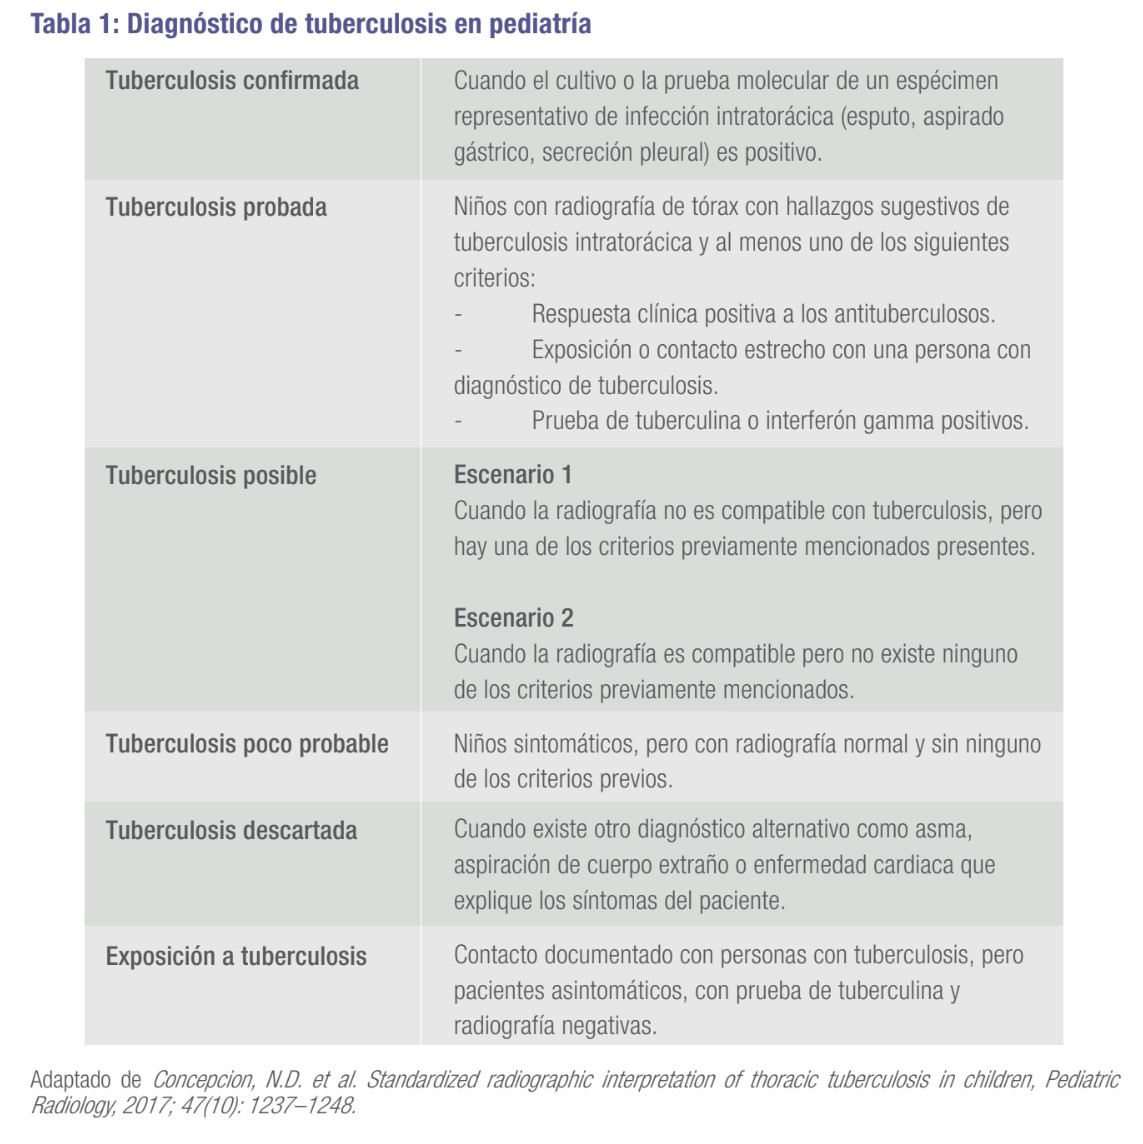 Tabla 1: Diagnóstico de tuberculosis en pediatría
Tuberculosis confirmada
Cuando el cultivo o la prueba molecular de un espécimen
representativo de infección intratorácica (esputo, aspirado
gástrico, secreción pleural) es positivo.
Tuberculosis probada
Niños con radiografía de tórax con hallazgos sugestivos de
tuberculosis intratorácica y al menos uno de los siguientes
criterios:
- Respuesta clínica positiva a los antituberculosos.
- Exposición o contacto estrecho con una persona con
diagnóstico de tuberculosis.
- Prueba de tuberculina o interferón gamma positivos.
Tuberculosis posible
Escenario 1
Cuando la radiografía no es compatible con tuberculosis, pero
hay una de los criterios previamente mencionados presentes.
Escenario 2
Cuando la radiografía es compatible pero no existe ninguno
de los criterios previamente mencionados.
Tuberculosis poco probable
Niños sintomáticos, pero con radiografía normal y sin ninguno
de los criterios previos.
Tuberculosis descartada
Cuando existe otro diagnóstico alternativo como asma,
aspiración de cuerpo extraño o enfermedad cardiaca que
explique los síntomas del paciente.
Exposición a tuberculosis
Contacto documentado con personas con tuberculosis, pero
pacientes asintomáticos, con prueba de tuberculina y
radiografía negativas.
Adaptado de Concepcion, N.D. et al. Standardized radiographic interpretation of thoracic tuberculosis in children, Pediatric
Radiology, 2017; 47(10): 1237–1248.